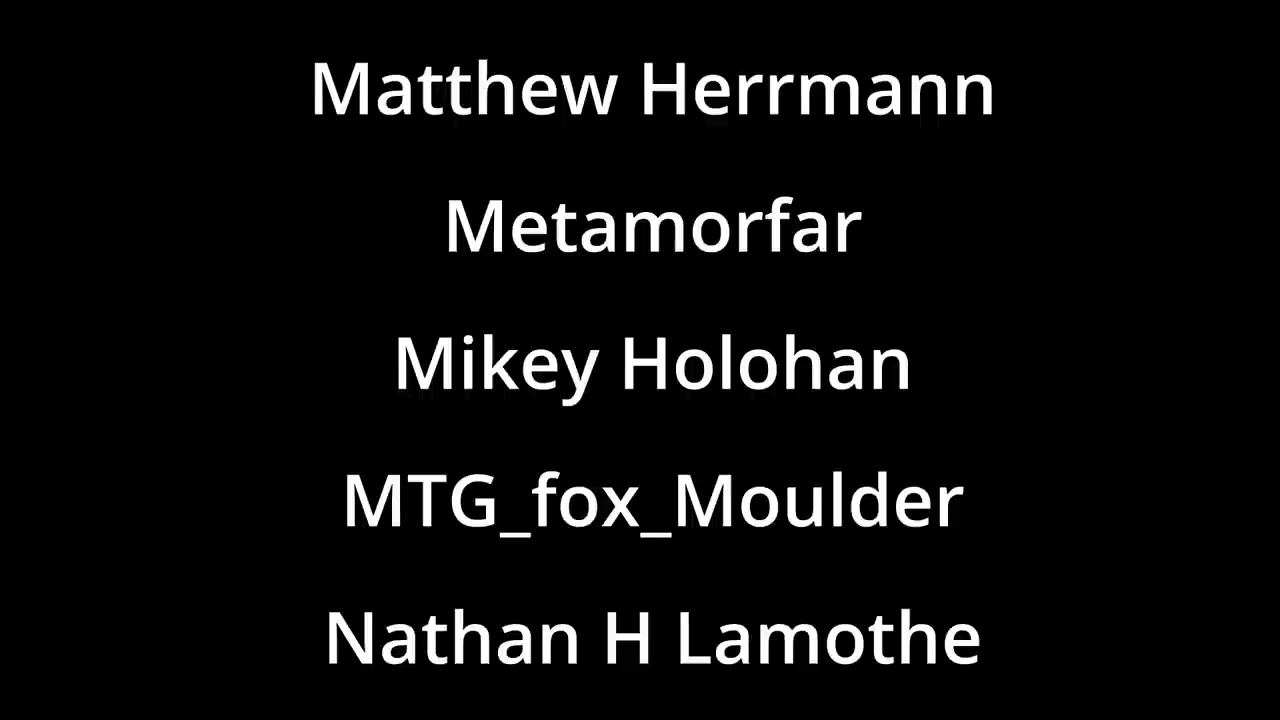 Matthew Herrmann
Metamorfar
Mikey Holohan
MTG_fox_Moulder
Nathan H Lamothe